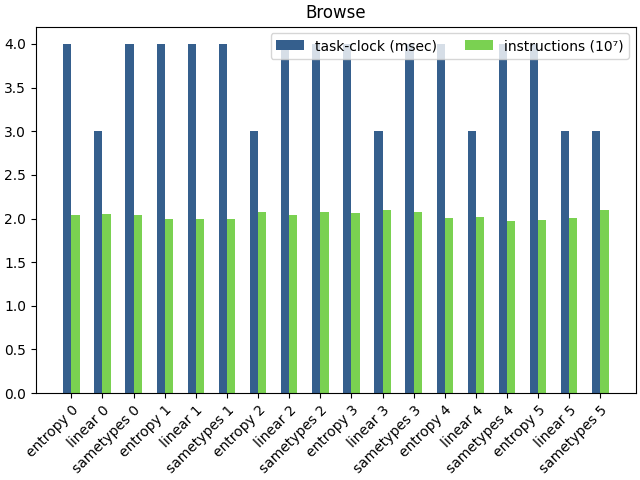 Browse
task-clock (msec)
instructions (10⁷)
4.0
3.5
3.0
2.5
2.0
1.5
1.0
0.5
0.0
entropy 0
linear 0
sametypes 0
entropy 1
linear 1
sametypes 1
entropy 2
linear 2
sametypes 2
entropy 3
linear 3
sametypes 3
entropy 4
linear 4
sametypes 4
entropy 5
linear 5
sametypes 5